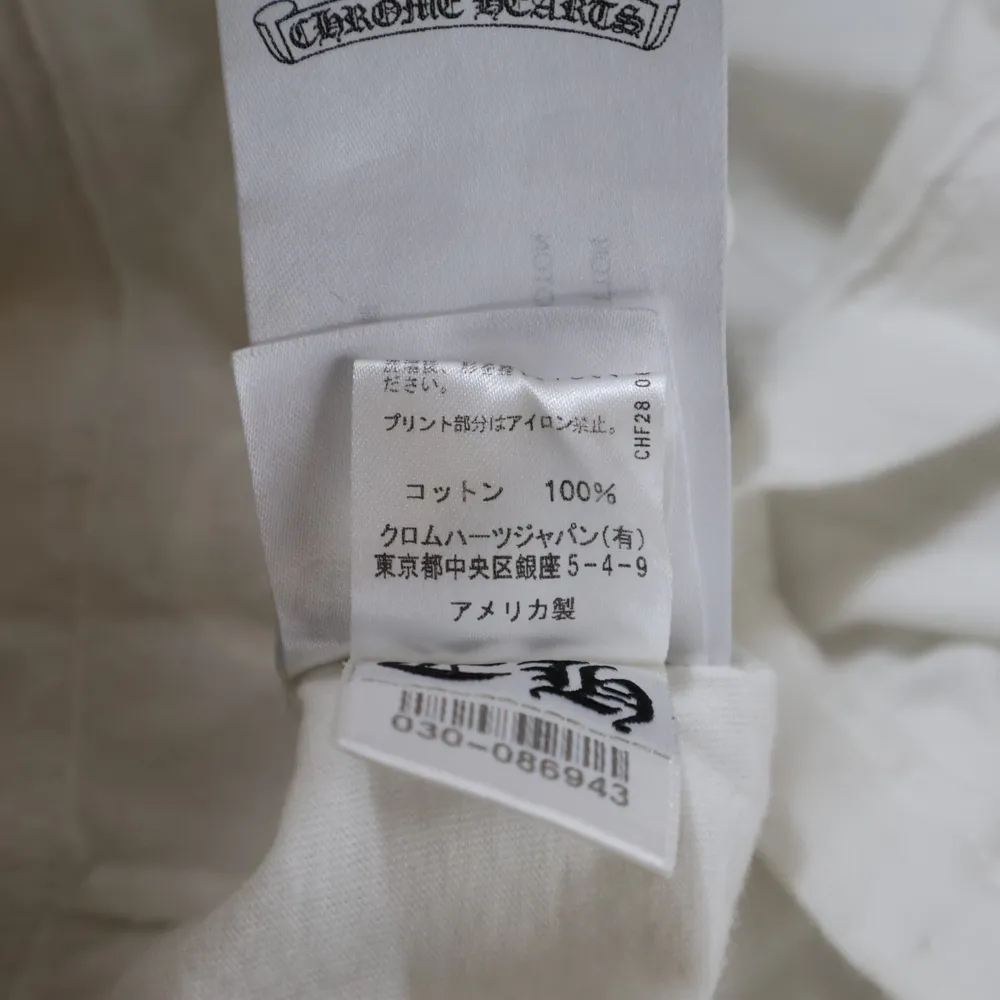 CHROME HEARTS
ださい。
プリント部分はアイロン禁止。
CHF28
コットン 100%
クロムハーツジャパン(有)
東京都中央区銀座5-4-9
アメリカ製
030-086943